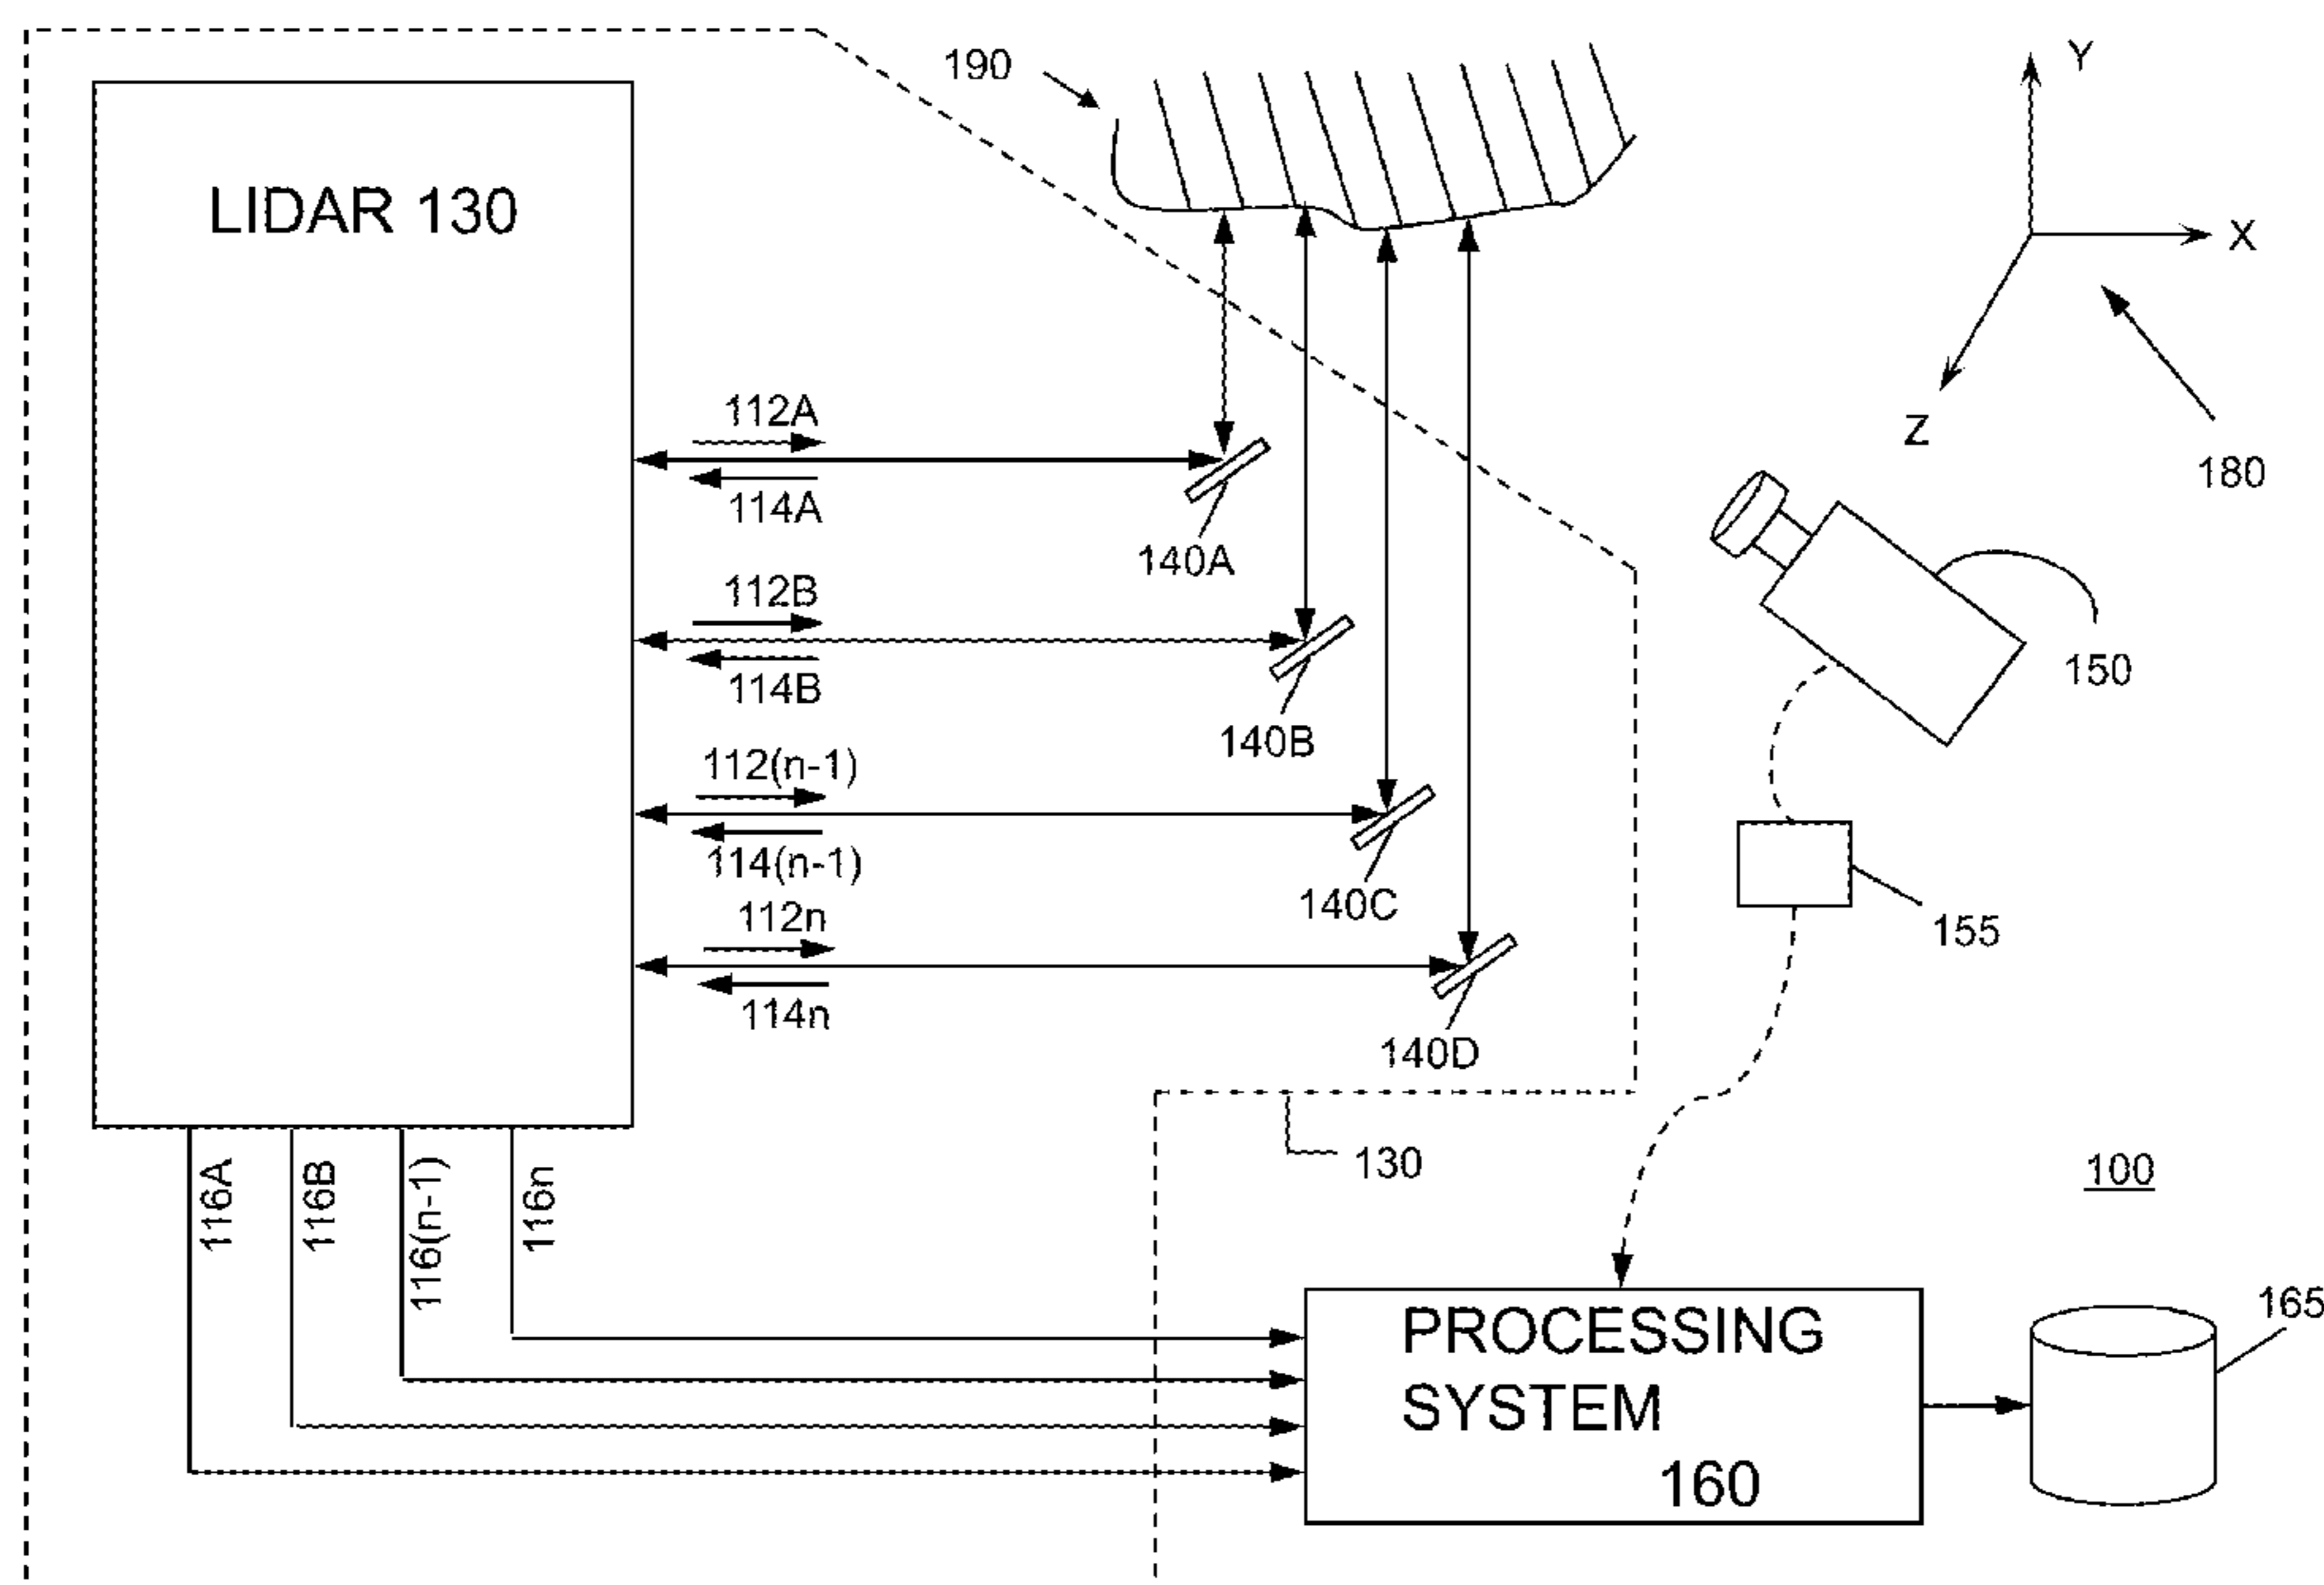 190
Y
LIDAR 130
X
Z
180
112A
114A
140A
112B
114B
150
140B
112(n-1)
114(n-1)
140C
112n
155
114n
140D
130
100
116A
116B
116(n-1)
116n
165
PROCESSING
SYSTEM
160